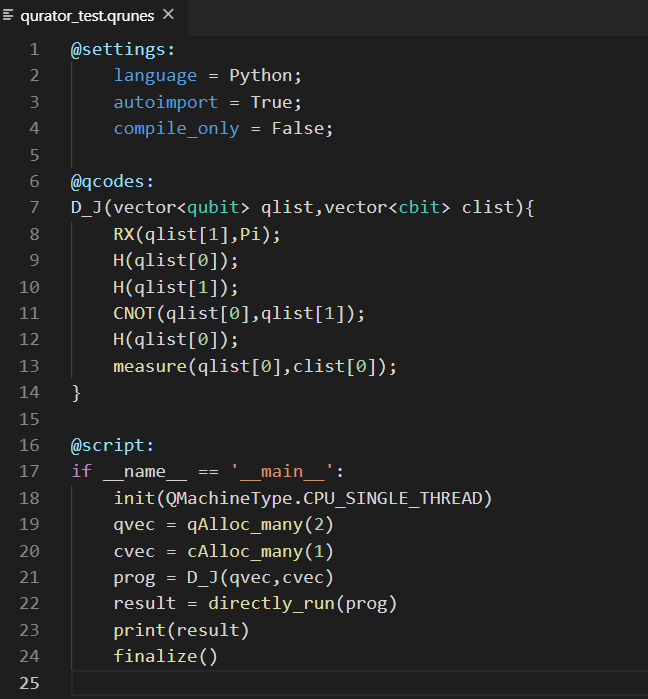 qurator_test.qrunes ×
1 @settings:
2 language = Python;
3 autoimport = True;
4 compile_only = False;
5
6 @qcodes:
7 D_J(vector<qubit> qlist,vector<cbit> clist){
8 RX(qlist[1],Pi);
9 H(qlist[0]);
10 H(qlist[1]);
11 CNOT(qlist[0],qlist[1]);
12 H(qlist[0]);
13 measure(qlist[0],clist[0]);
14 }
15
16 @script:
17 if __name__ == '__main__':
18 init(QMachineType.CPU_SINGLE_THREAD)
19 qvec = qAlloc_many(2)
20 cvec = cAlloc_many(1)
21 prog = D_J(qvec,cvec)
22 result = directly_run(prog)
23 print(result)
24 finalize()
25